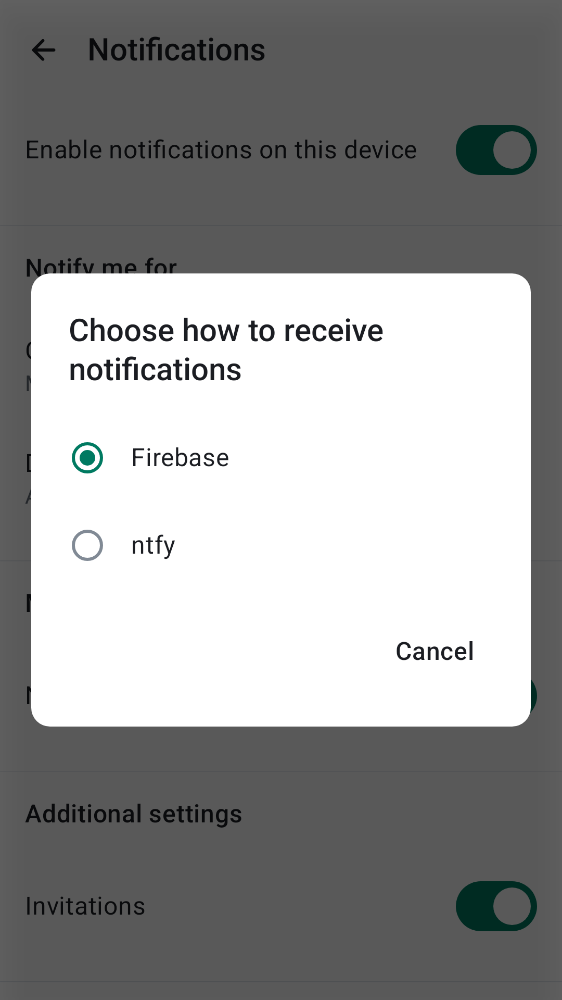 Notifications
Enable notifications on this device
Notify me for
Choose how to receive
notifications
Firebase
ntfy
Cancel
Additional settings
Invitations